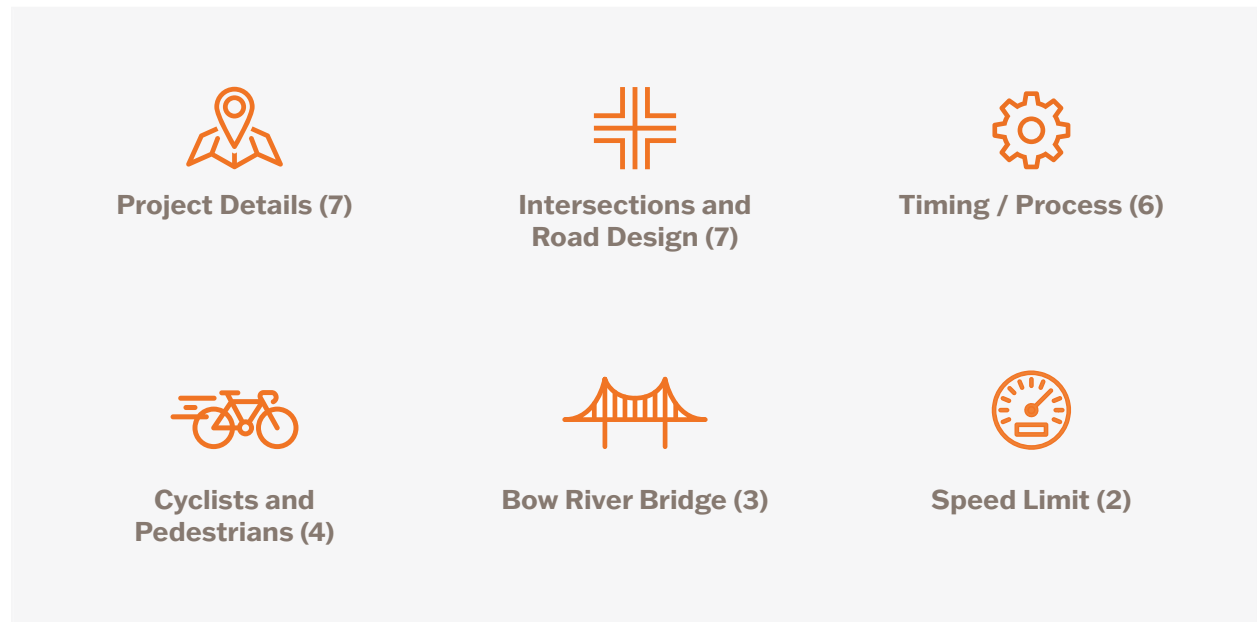 Project Details (7)
Intersections and
Road Design (7)
Timing / Process (6)
Cyclists and
Pedestrians (4)
Bow River Bridge (3)
Speed Limit (2)